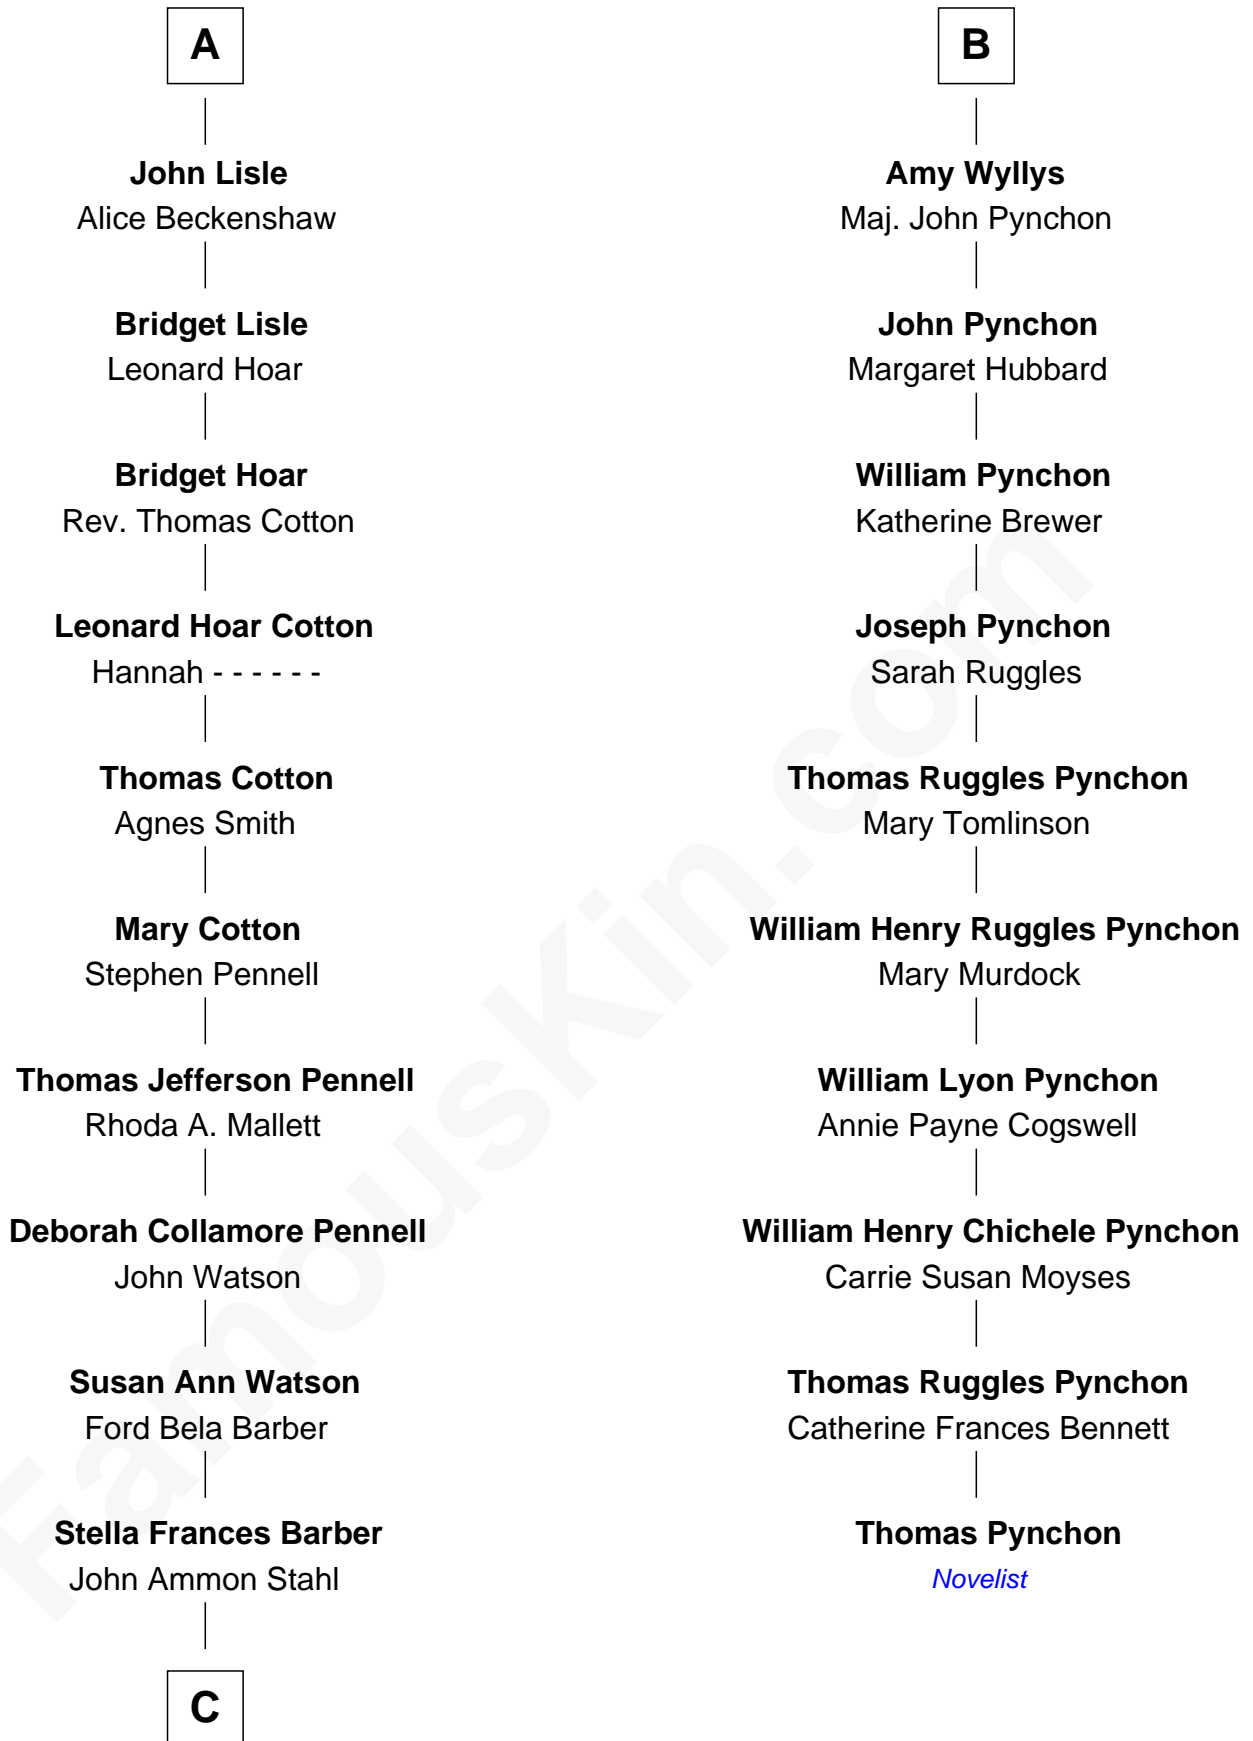 A
John Lisle
Alice Beckenshaw
Bridget Lisle
Leonard Hoar
Bridget Hoar
Rev. Thomas Cotton
Leonard Hoar Cotton
Hannah - - - - - -
Thomas Cotton
Agnes Smith
Mary Cotton
Stephen Pennell
Thomas Jefferson Pennell
Rhoda A. Mallett
Deborah Collamore Pennell
John Watson
Susan Ann Watson
Ford Bela Barber
Stella Frances Barber
John Ammon Stahl
C
B
Amy Wyllys
Maj. John Pynchon
John Pynchon
Margaret Hubbard
William Pynchon
Katherine Brewer
Joseph Pynchon
Sarah Ruggles
Thomas Ruggles Pynchon
Mary Tomlinson
William Henry Ruggles Pynchon
Mary Murdock
William Lyon Pynchon
Annie Payne Cogswell
William Henry Chichele Pynchon
Carrie Susan Moyses
Thomas Ruggles Pynchon
Catherine Frances Bennett
Thomas Pynchon
Novelist
FamousKin.com